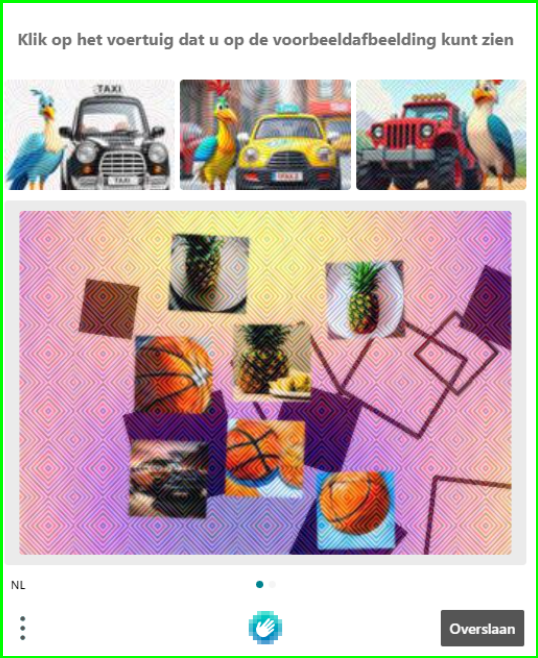 Klik op het voertuig dat u op de voorbeeldafbeelding kunt zien
TAXI
TAXI
NL
Overslaan